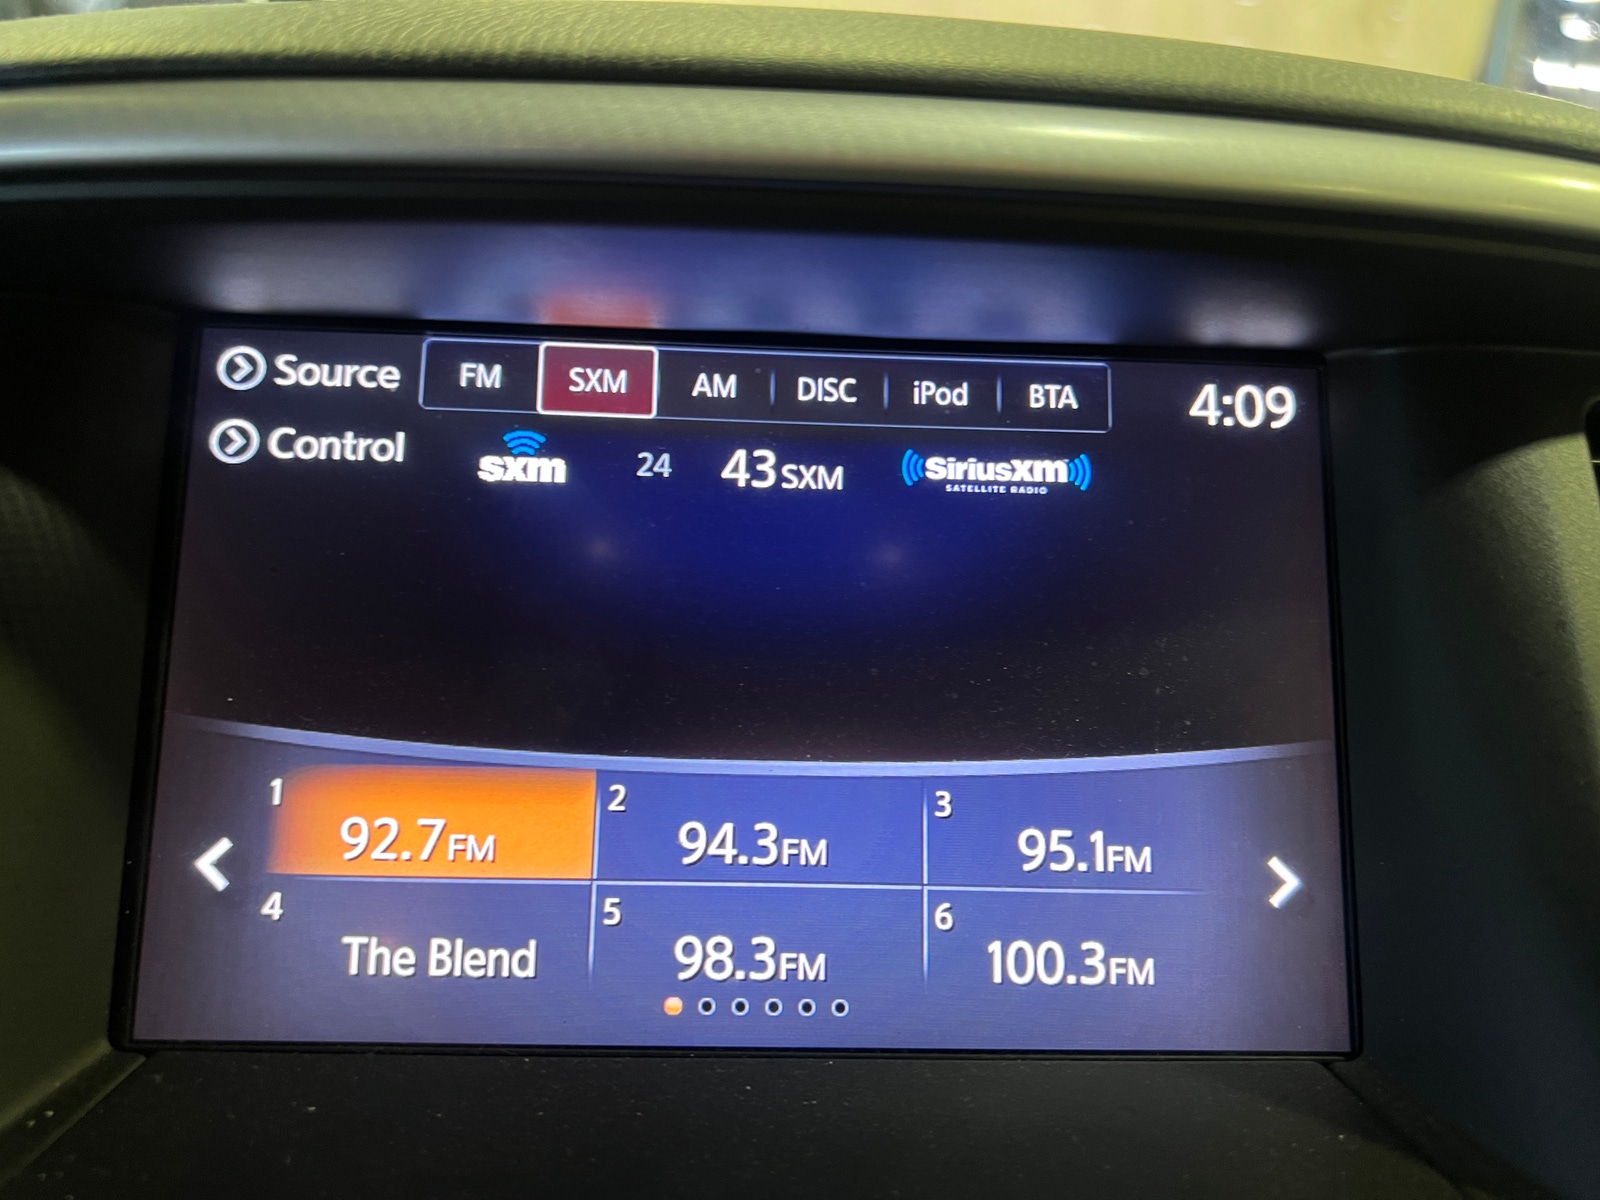 Source FM SXM AM DISC iPod BTA 4:09
Control sxm 24 43 SXM SiriusXM
SATELLITE RADIO
1 92.7FM 2 94.3FM 3 95.1FM
4 The Blend 5 98.3FM 6 100.3FM